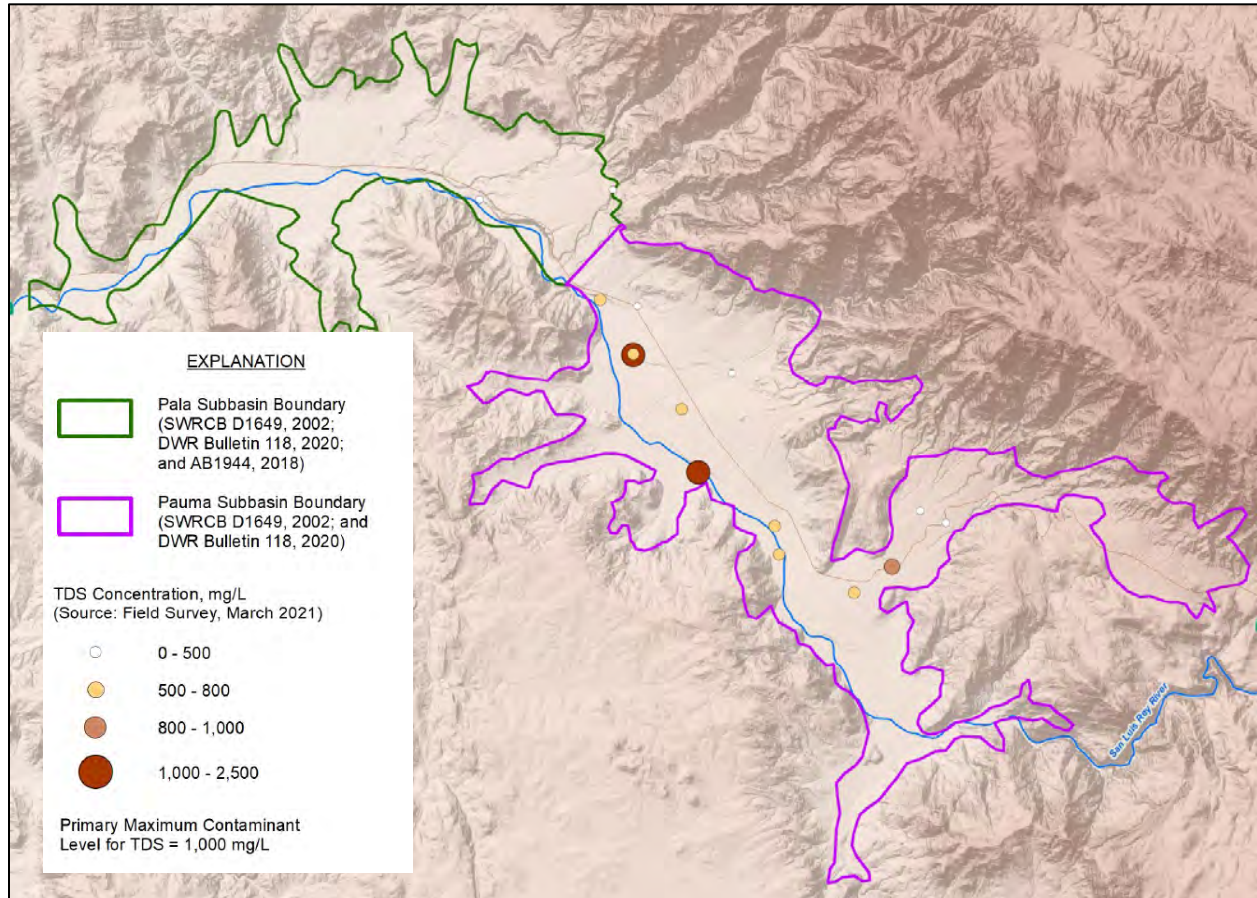 EXPLANATION
Pala Subbasin Boundary
(SWRCB D1649, 2002;
DWR Bulletin 118, 2020;
and AB1944, 2018)
Pauma Subbasin Boundary
(SWRCB D1649, 2002; and
DWR Bulletin 118, 2020)
TDS Concentration, mg/L
(Source: Field Survey, March 2021)
0 - 500
500 - 800
800 - 1,000
1,000 - 2,500
Primary Maximum Contaminant
Level for TDS = 1,000 mg/L
San Luis Rey River